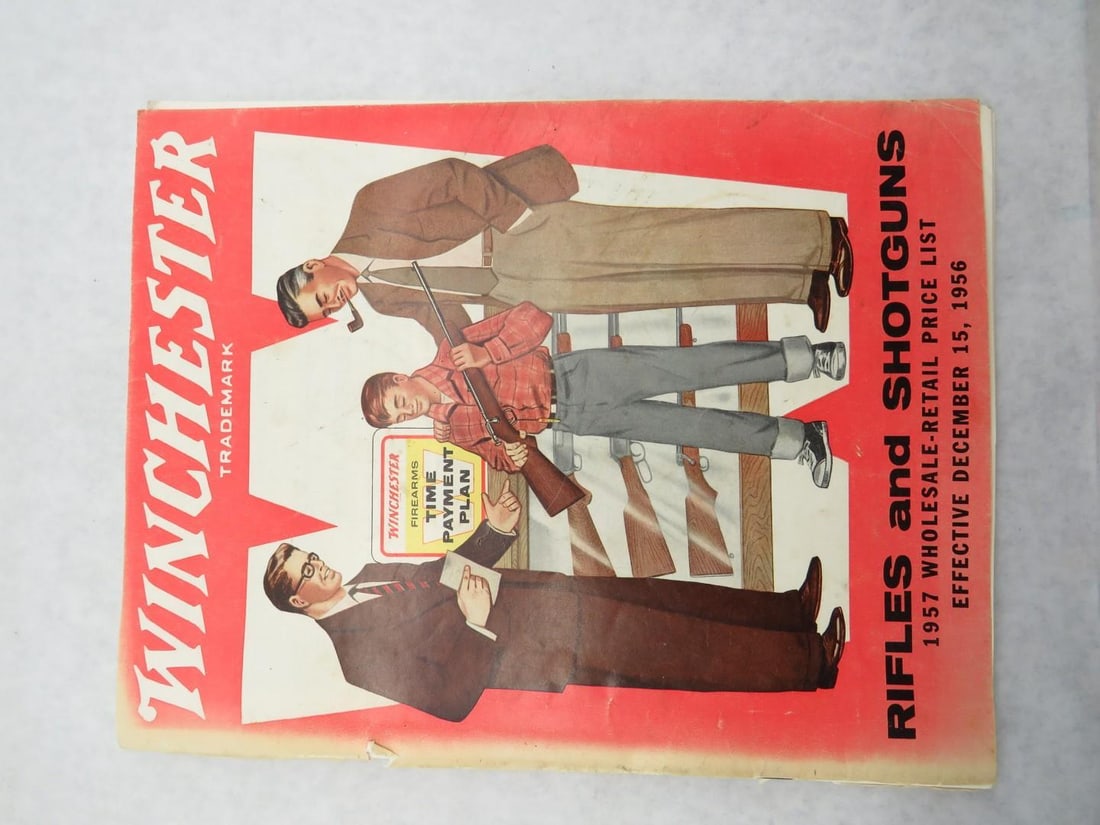 WINCHESTER
TRADEMARK
WINCHESTER
FIREARMS
TIME
PAYMENT
PLAN
RIFLES and SHOTGUNS
1957 WHOLESALE-RETAIL PRICE LIST
EFFECTIVE DECEMBER 15, 1956